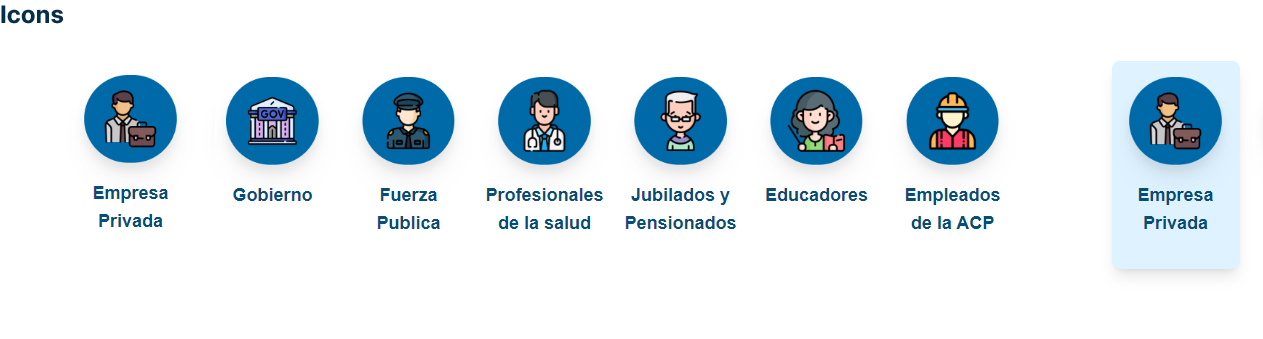 Icons
GOV
Empresa
Privada
Gobierno
Fuerza
Publica
Profesionales
de la salud
Jubilados y
Pensionados
Educadores
Empleados
de la ACP
Empresa
Privada